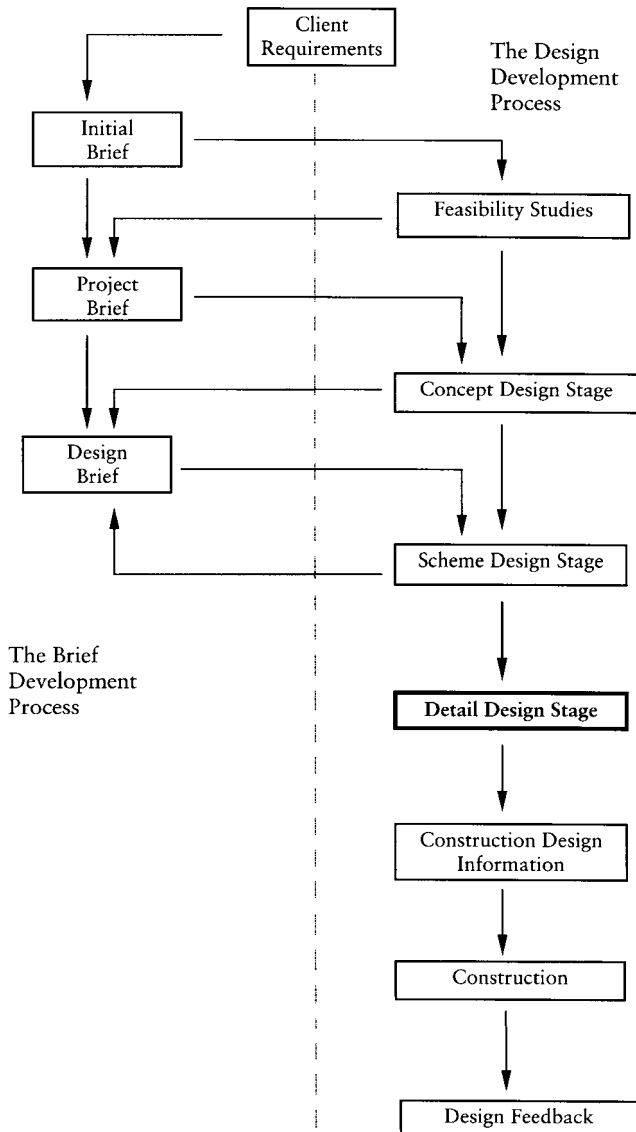 Client
Requirements
The Design
Development
Process
Initial
Brief
Feasibility Studies
Project
Brief
Concept Design Stage
Design
Brief
Scheme Design Stage
The Brief
Development
Process
Detail Design Stage
Construction Design
Information
Construction
Design Feedback